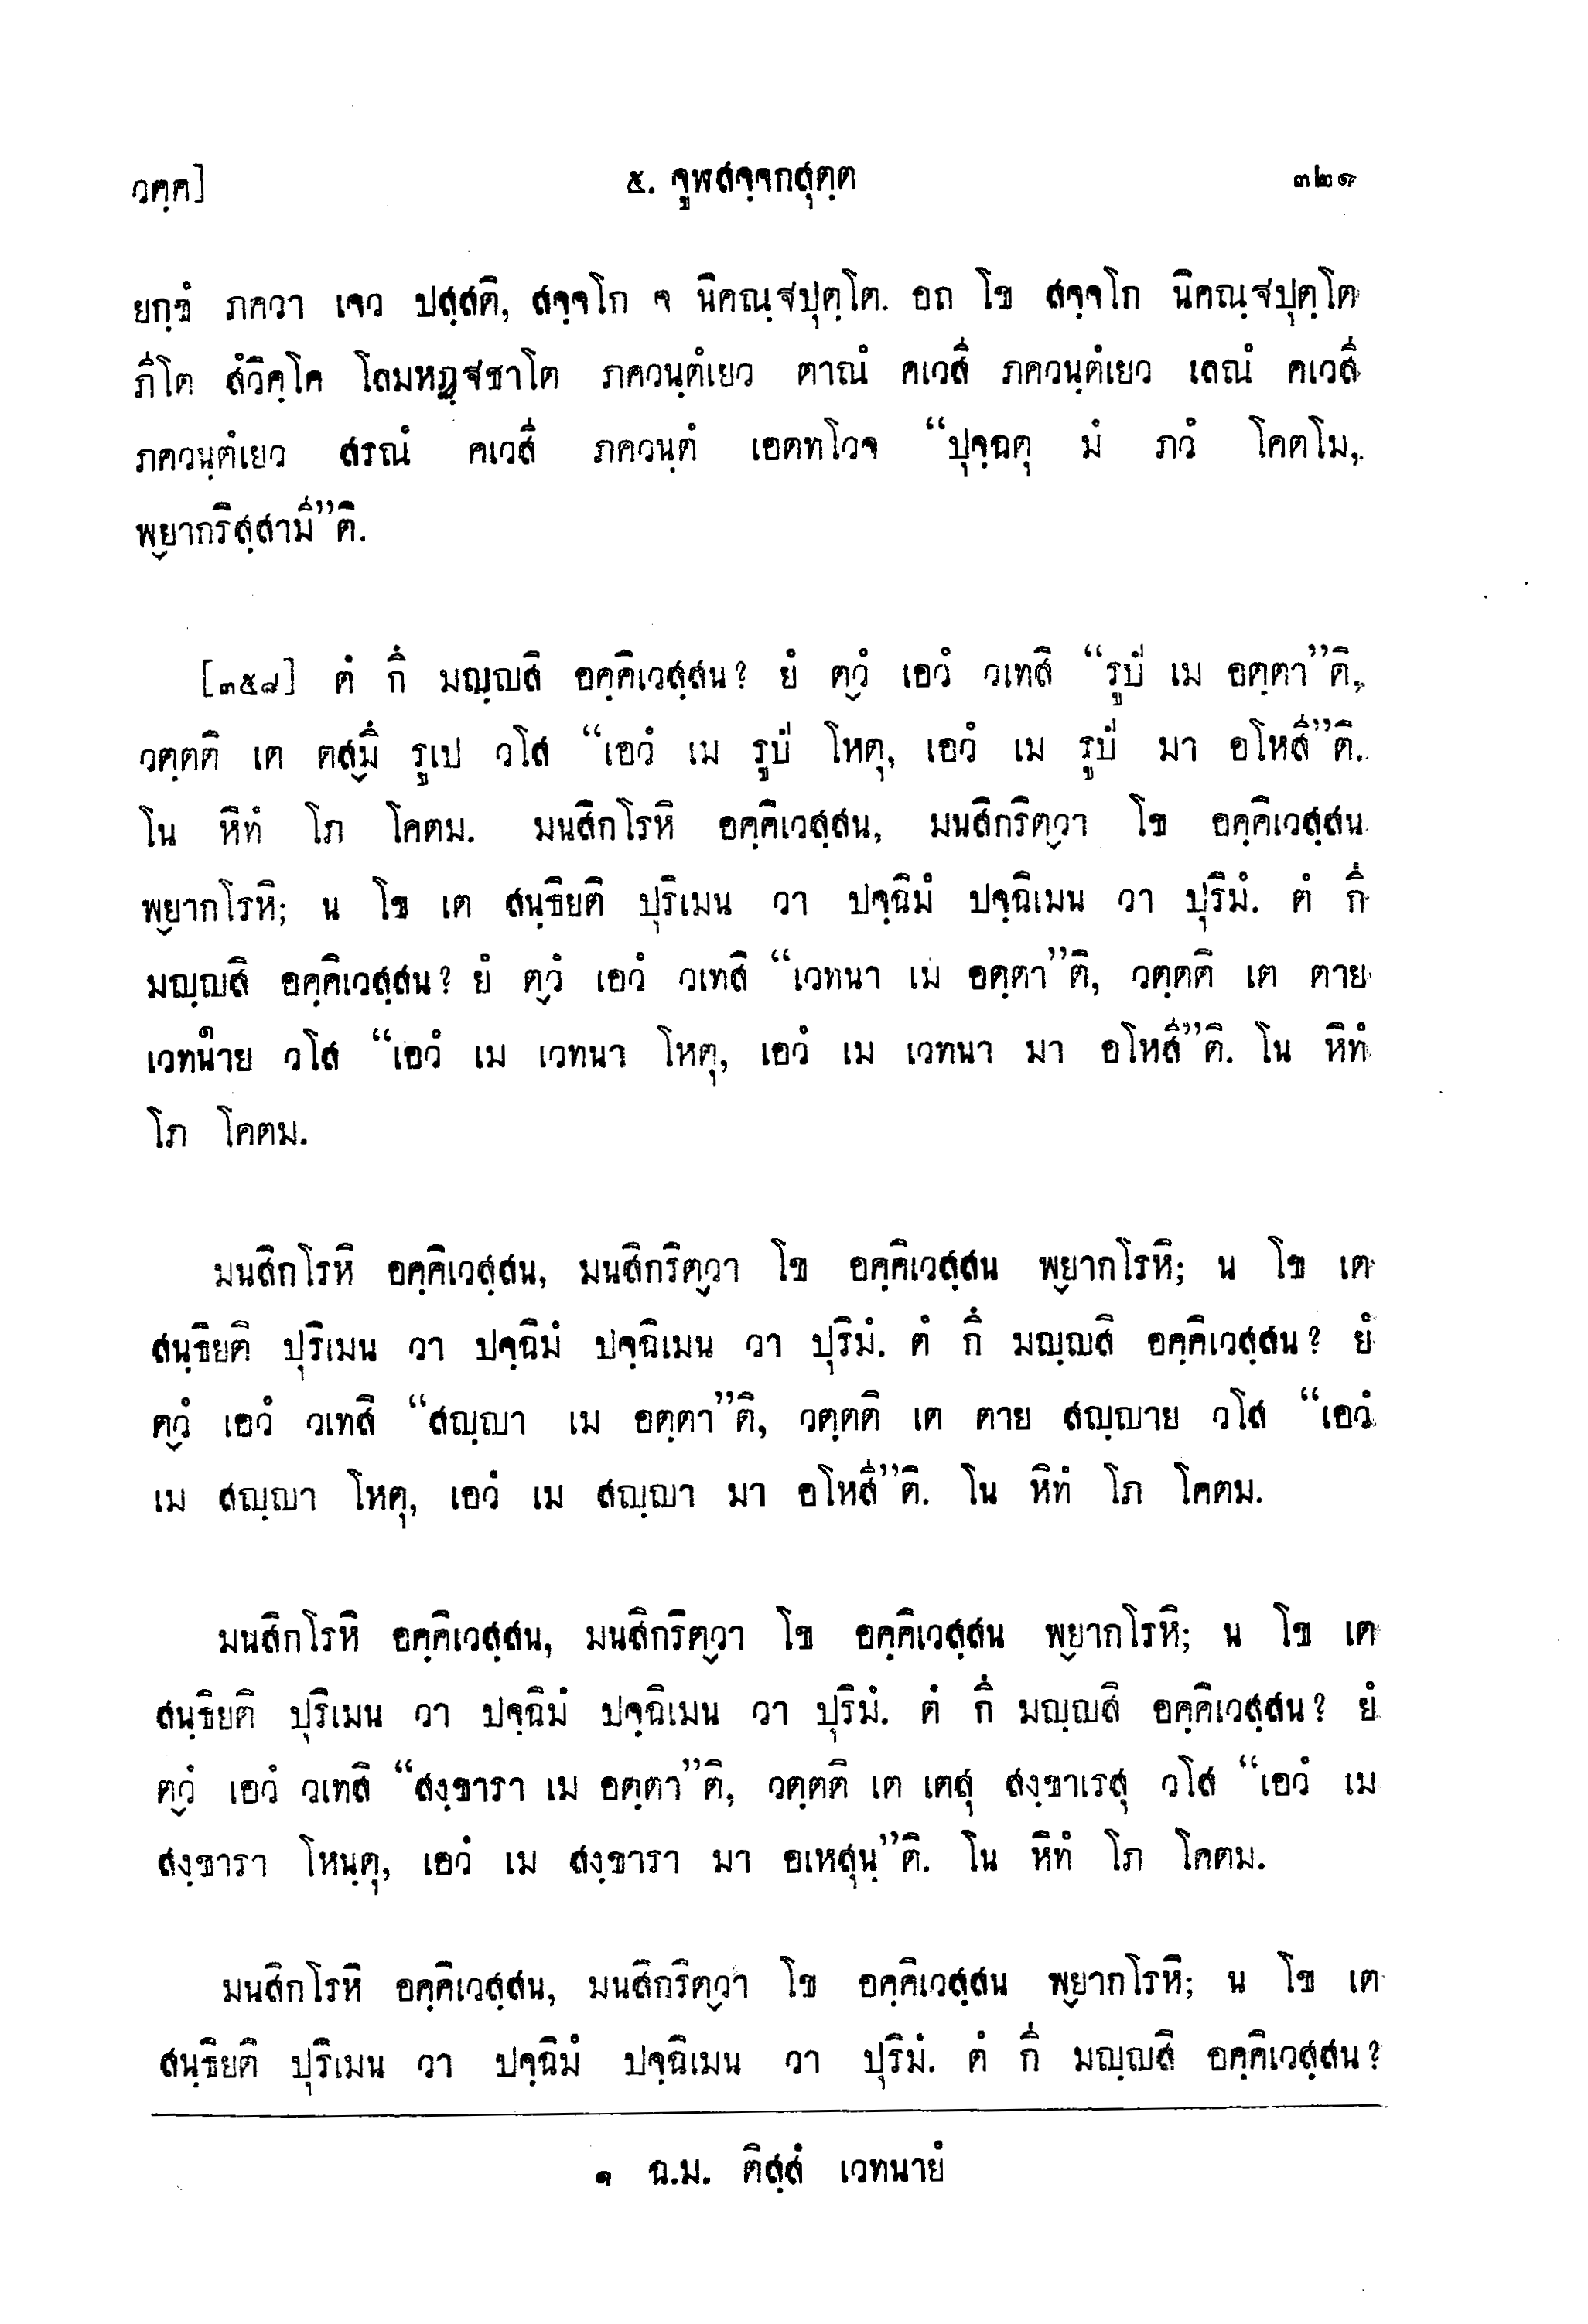 วคฺค]
๕. จูฬสจฺจกสุตฺต
๓๒๑
ยกฺขํ ภควา เจว ปสฺสติ, สจฺจโก จ นิคณฺฐปุตฺโต. อถ โข สจฺจโก นิคณฺฐปุตฺโต
ภีโต สํวิคฺโค โลมหฏฺฐชาโต ภควนฺตํเยว ตาณํ คเวสี ภควนฺตํเยว เลณํ คเวสี
ภควนฺตํเยว สรณํ คเวสี ภควนฺตํ เอตทโวจ “ปุจฺฉตุ มํ ภวํ โคตโม,
พฺยากริสฺสามี”ติ.
[๓๕๘] ตํ กึ มญฺญสิ อคฺคิเวสฺสน? ยํ ตฺวํ เอวํ วเทสิ “รูปํ เม อตฺตา”ติ,
วตฺตติ เต ตสฺมึ รูเป วโส “เอวํ เม รูปํ โหตุ, เอวํ เม รูปํ มา อโหสี”ติ.
โน หิทํ โภ โคตม. มนสิกโรหิ อคฺคิเวสฺสน, มนสิกริตฺวา โข อคฺคิเวสฺสน
พฺยากโรหิ; น โข เต สนฺธิยติ ปุริเมน วา ปจฺฉิมํ ปจฺฉิเมน วา ปุริมํ. ตํ กึ
มญฺญสิ อคฺคิเวสฺสน? ยํ ตฺวํ เอวํ วเทสิ “เวทนา เม อตฺตา”ติ, วตฺตติ เต ตาย
เวทนาย๑ วโส “เอวํ เม เวทนา โหตุ, เอวํ เม เวทนา มา อโหสี”ติ. โน หิทํ
โภ โคตม.
มนสิกโรหิ อคฺคิเวสฺสน, มนสิกริตฺวา โข อคฺคิเวสฺสน พฺยากโรหิ; น โข เต
สนฺธิยติ ปุริเมน วา ปจฺฉิมํ ปจฺฉิเมน วา ปุริมํ. ตํ กึ มญฺญสิ อคฺคิเวสฺสน? ยํ
ตฺวํ เอวํ วเทสิ “สญฺญา เม อตฺตา”ติ, วตฺตติ เต ตาย สญฺญาย วโส “เอวํ
เม สญฺญา โหตุ, เอวํ เม สญฺญา มา อโหสี”ติ. โน หิทํ โภ โคตม.
มนสิกโรหิ อคฺคิเวสฺสน, มนสิกริตฺวา โข อคฺคิเวสฺสน พฺยากโรหิ; น โข เต
สนฺธิยติ ปุริเมน วา ปจฺฉิมํ ปจฺฉิเมน วา ปุริมํ. ตํ กึ มญฺญสิ อคฺคิเวสฺสน? ยํ
ตฺวํ เอวํ วเทสิ “สงฺขารา เม อตฺตา”ติ, วตฺตติ เต เตสุ สงฺขาเรสุ วโส “เอวํ เม
สงฺขารา โหนฺตุ, เอวํ เม สงฺขารา มา อเหสุนฺ”ติ. โน หิทํ โภ โคตม.
มนสิกโรหิ อคฺคิเวสฺสน, มนสิกริตฺวา โข อคฺคิเวสฺสน พฺยากโรหิ; น โข เต
สนฺธิยติ ปุริเมน วา ปจฺฉิมํ ปจฺฉิเมน วา ปุริมํ. ตํ กึ มญฺญสิ อคฺคิเวสฺสน?
๑ ฉ.ม. ติสฺสํ เวทนายํ